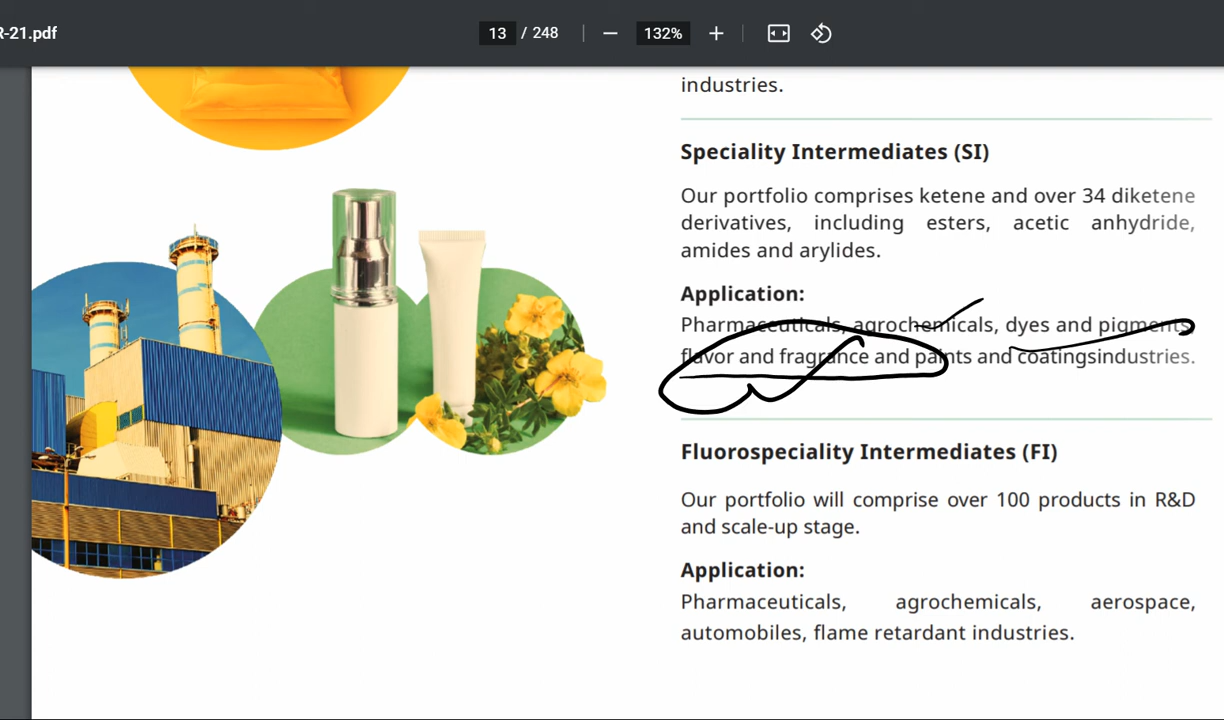 R-21.pdf
13 / 248
132%
industries.
Speciality Intermediates (SI)
Our portfolio comprises ketene and over 34 diketene
derivatives, including esters, acetic anhydride,
amides and arylides.
Application:
Pharmaceuticals, agrochemicals, dyes and pigments
flavor and fragrance and paints and coatingsindustries.
Fluorospeciality Intermediates (FI)
Our portfolio will comprise over 100 products in R&D
and scale-up stage.
Application:
Pharmaceuticals, agrochemicals, aerospace,
automobiles, flame retardant industries.